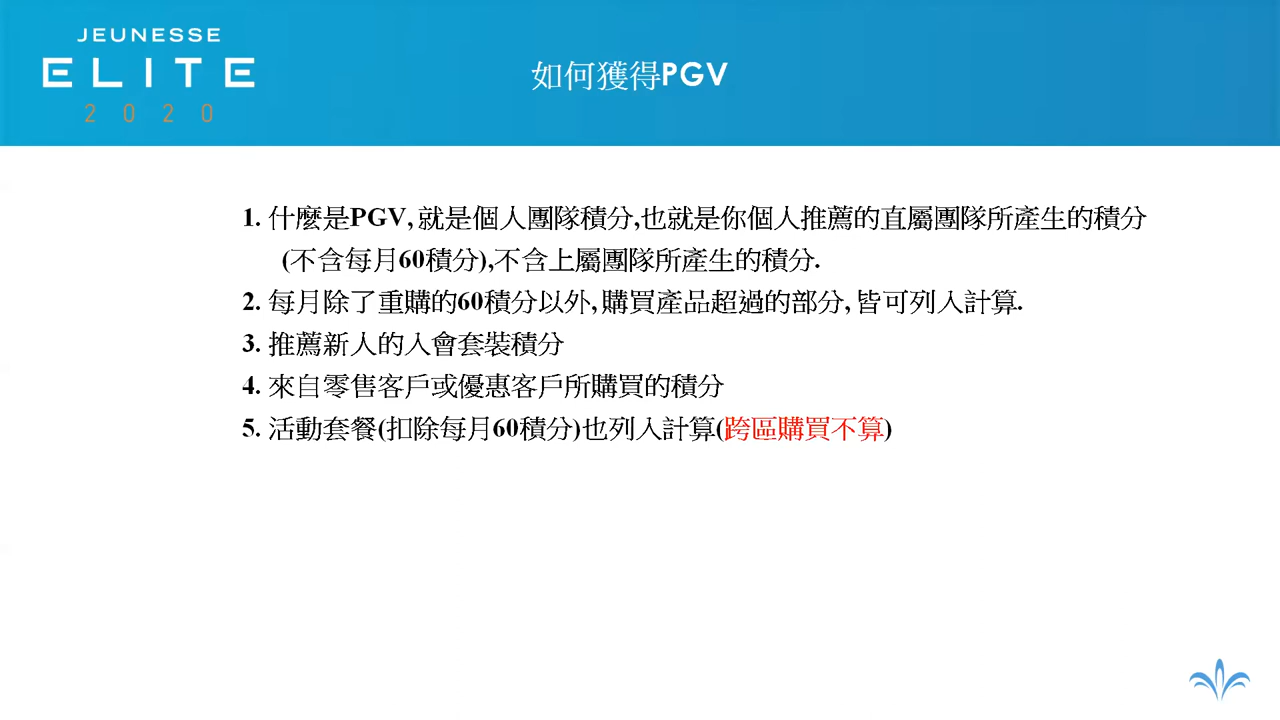 JEUNESSE
ELITE
2020
如何獲得PGV
1. 什麼是PGV, 就是個人團隊積分,也就是你個人推薦的直屬團隊所產生的積分
(不含每月60積分),不含上屬團隊所產生的積分.
2. 每月除了重購的60積分以外, 購買產品超過的部分, 皆可列入計算.
3. 推薦新人的入會套裝積分
4. 來自零售客戶或優惠客戶所購買的積分
5. 活動套餐(扣除每月60積分)也列入計算(跨區購買不算)